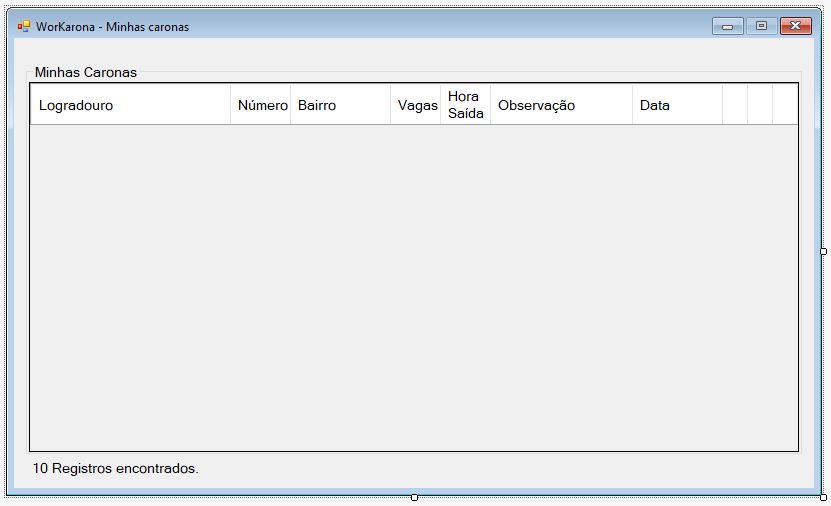 WorKarona - Minhas caronas
Minhas Caronas
Logradouro Número Bairro Vagas Hora Saída Observação Data
10 Registros encontrados.